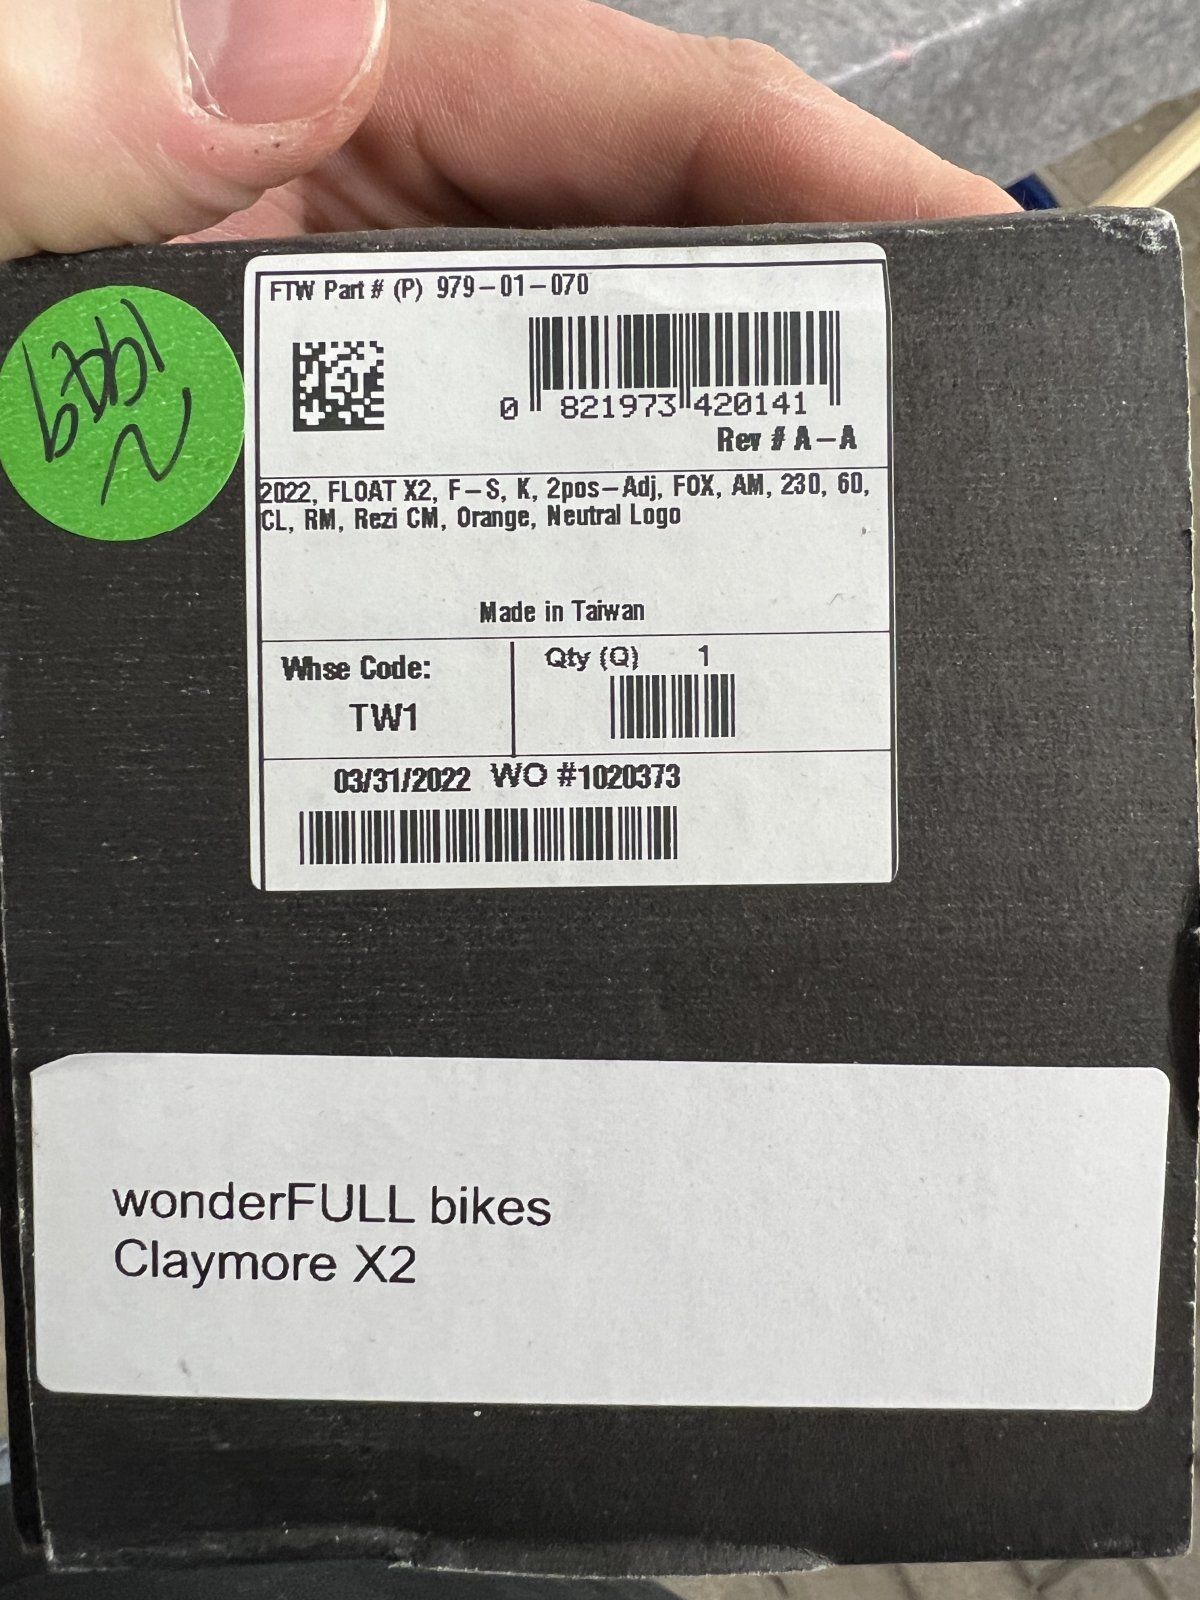 FTW Part # (P) 979-01-070
0 821973 420141
Rev # A-A
2022, FLOAT X2, F-S, K, 2pos-Adj, FOX, AM, 230, 60,
CL, RM, Rezi CM, Orange, Neutral Logo
Made in Taiwan
Whse Code:
TW1
Qty (Q) 1
03/31/2022 WO #1020373
wonderFULL bikes
Claymore X2